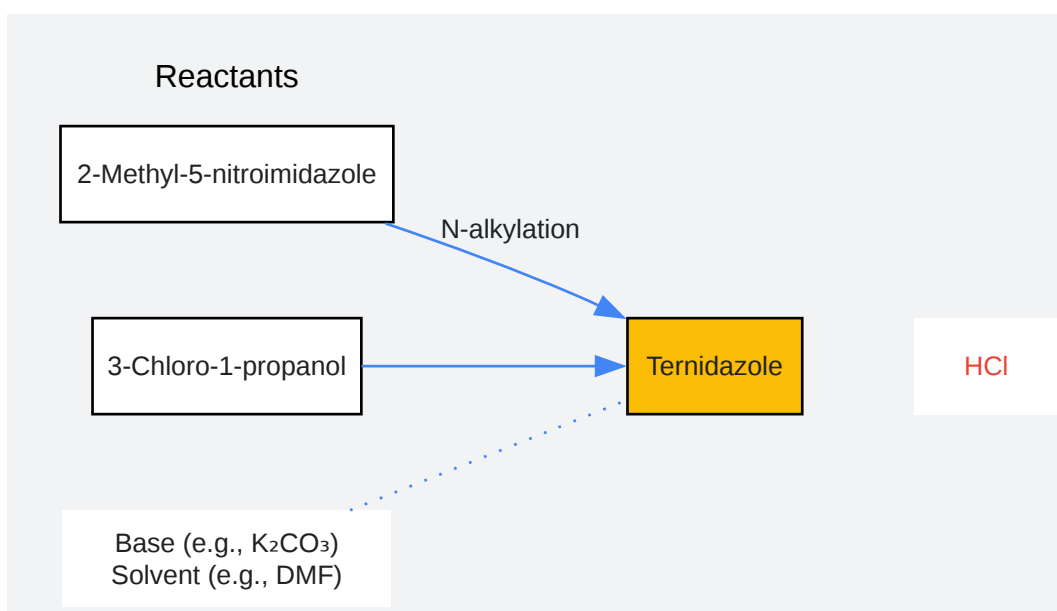 Reactants
2-Methyl-5-nitroimidazole
N-alkylation
3-Chloro-1-propanol
Ternidazole
HCl
Base (e.g., K₂CO₃)
Solvent (e.g., DMF)